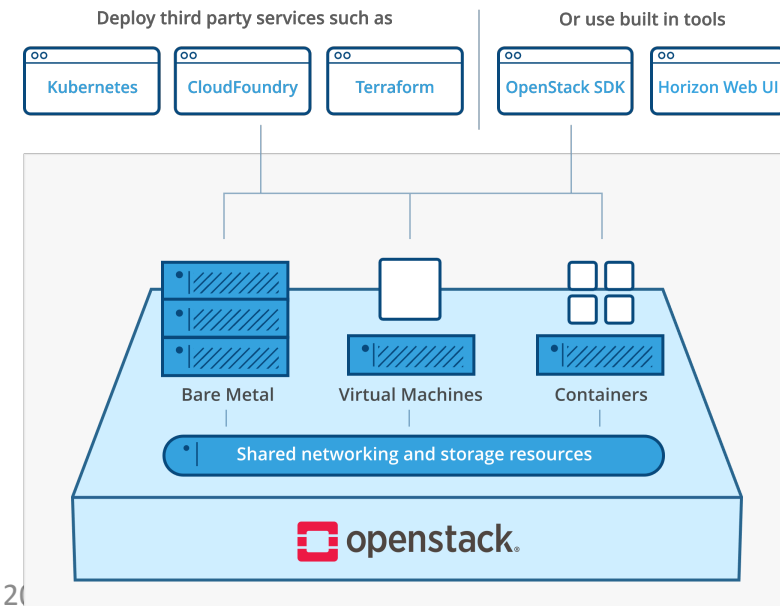 Deploy third party services such as
Or use built in tools
Kubernetes
CloudFoundry
Terraform
OpenStack SDK
Horizon Web UI
Bare Metal
Virtual Machines
Containers
Shared networking and storage resources
openstack.